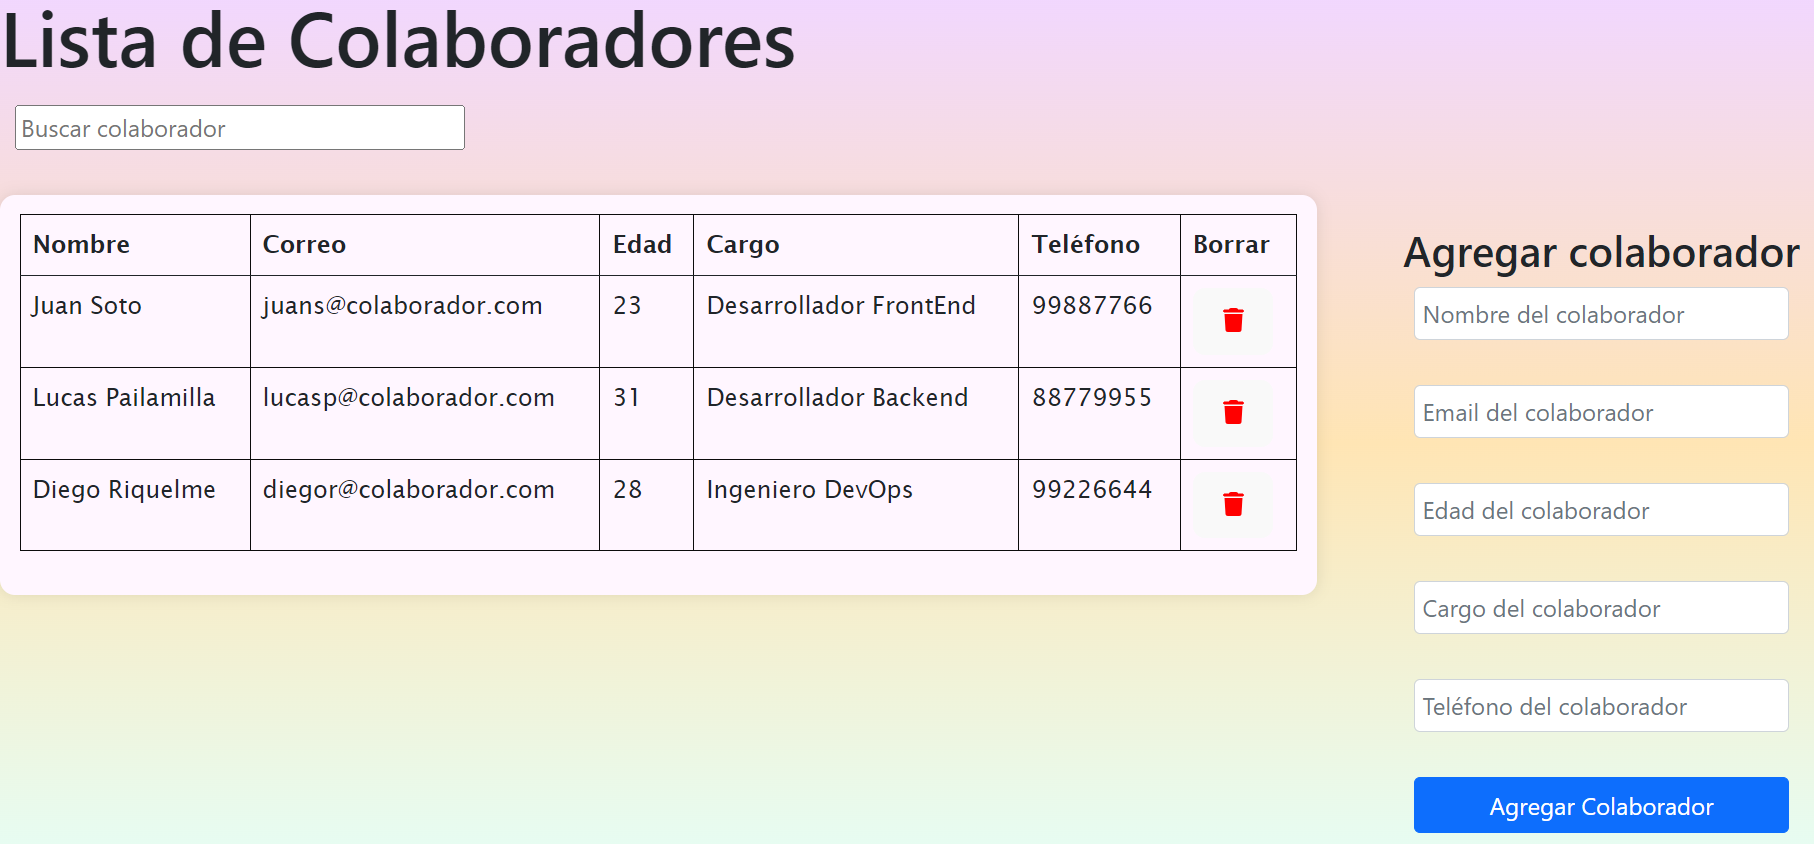 Lista de Colaboradores
Buscar colaborador
Nombre Correo Edad Cargo Teléfono Borrar
Juan Soto juans@colaborador.com 23 Desarrollador FrontEnd 99887766
Lucas Pailamilla lucasp@colaborador.com 31 Desarrollador Backend 88779955
Diego Riquelme diegor@colaborador.com 28 Ingeniero DevOps 99226644
Agregar colaborador
Nombre del colaborador
Email del colaborador
Edad del colaborador
Cargo del colaborador
Teléfono del colaborador
Agregar Colaborador